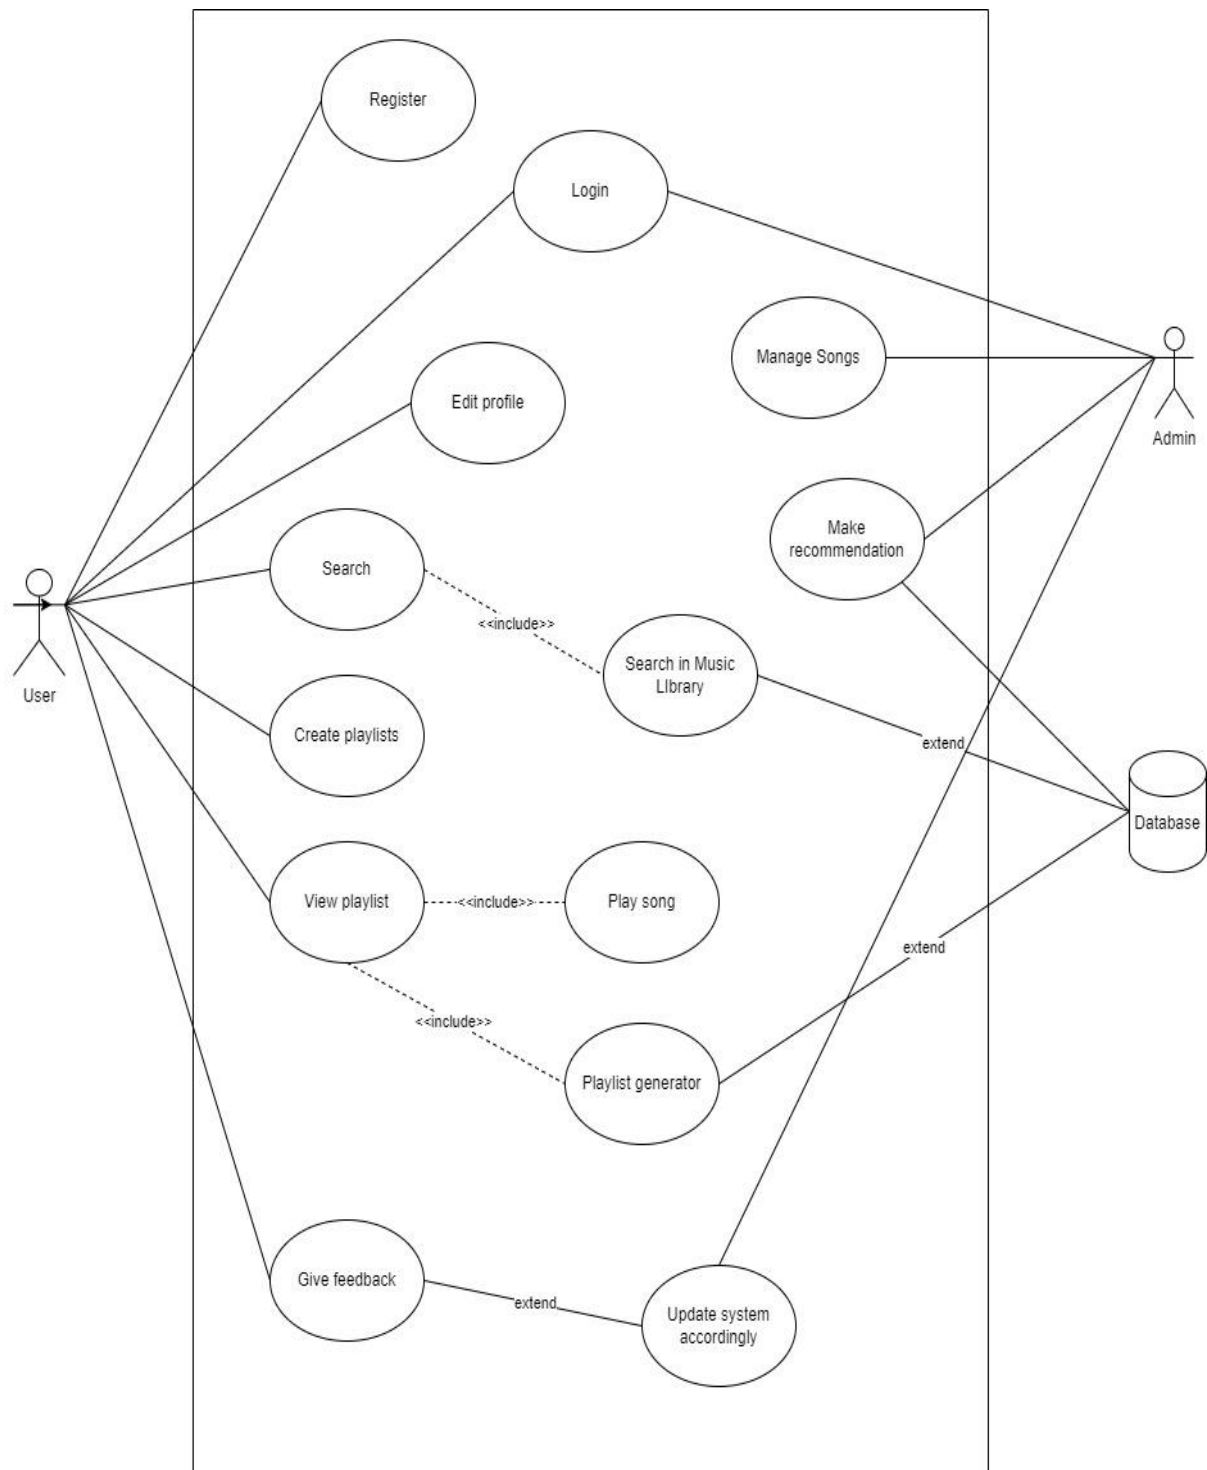 Register
Login
Manage Songs
Admin
Edit profile
Make
recommendation
Search
<<include>>
Search in Music
LIbrary
User
Create playlists
extend
Database
View playlist
<<include>>
Play song
extend
<<include>>
Playlist generator
Give feedback
extend
Update system
accordingly